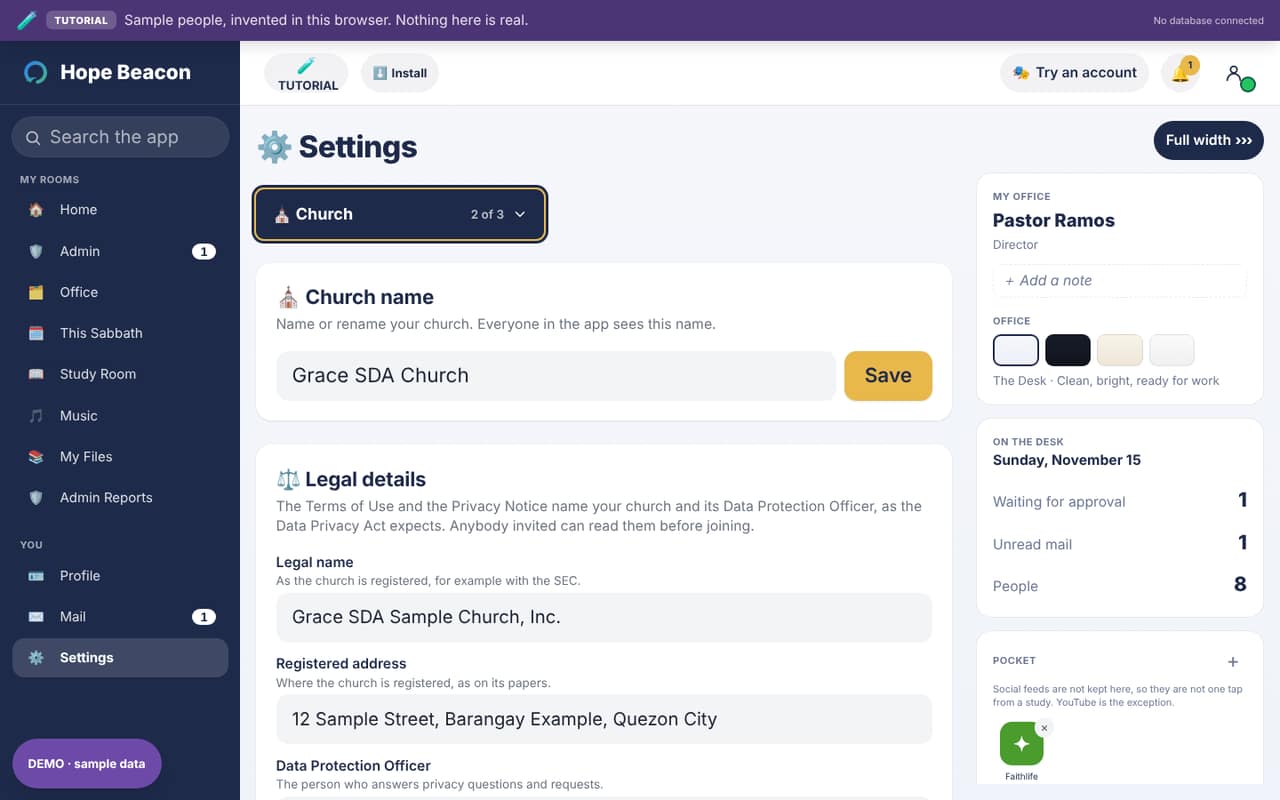 TUTORIAL Sample people, invented in this browser. Nothing here is real.
No database connected
Hope Beacon
Search the app
MY ROOMS
Home
Admin 1
Office
This Sabbath
Study Room
Music
My Files
Admin Reports
YOU
Profile
Mail 1
Settings
DEMO · sample data
TUTORIAL
Install
Try an account
1
Settings
Full width ›››
Church 2 of 3
Church name
Name or rename your church. Everyone in the app sees this name.
Grace SDA Church
Save
Legal details
The Terms of Use and the Privacy Notice name your church and its Data Protection Officer, as the
Data Privacy Act expects. Anybody invited can read them before joining.
Legal name
As the church is registered, for example with the SEC.
Grace SDA Sample Church, Inc.
Registered address
Where the church is registered, as on its papers.
12 Sample Street, Barangay Example, Quezon City
Data Protection Officer
The person who answers privacy questions and requests.
MY OFFICE
Pastor Ramos
Director
+ Add a note
OFFICE
The Desk · Clean, bright, ready for work
ON THE DESK
Sunday, November 15
Waiting for approval 1
Unread mail 1
People 8
POCKET +
Social feeds are not kept here, so they are not one tap
from a study. YouTube is the exception.
×
Faithlife